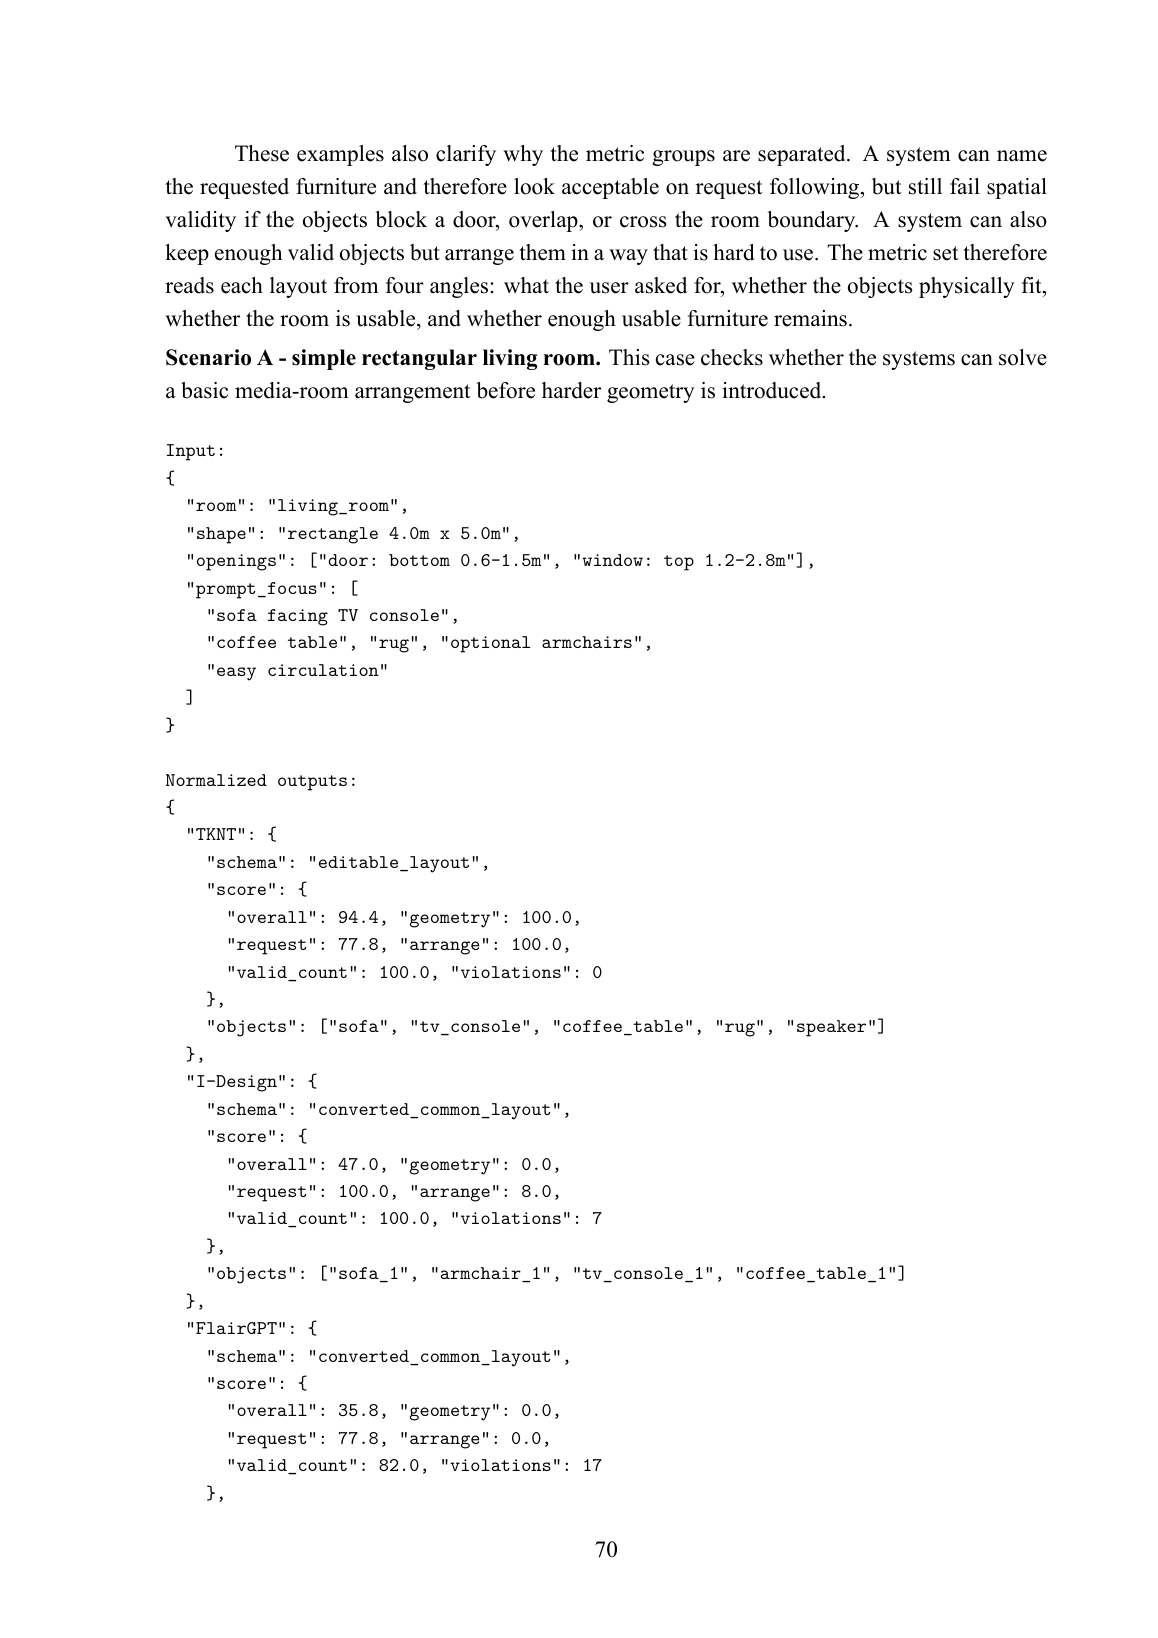 These examples also clarify why the metric groups are separated. A system can name
the requested furniture and therefore look acceptable on request following, but still fail spatial
validity if the objects block a door, overlap, or cross the room boundary. A system can also
keep enough valid objects but arrange them in a way that is hard to use. The metric set therefore
reads each layout from four angles: what the user asked for, whether the objects physically fit,
whether the room is usable, and whether enough usable furniture remains.
Scenario A - simple rectangular living room. This case checks whether the systems can solve
a basic media-room arrangement before harder geometry is introduced.
Input:
{
  "room": "living_room",
  "shape": "rectangle 4.0m x 5.0m",
  "openings": ["door: bottom 0.6-1.5m", "window: top 1.2-2.8m"],
  "prompt_focus": [
    "sofa facing TV console",
    "coffee table", "rug", "optional armchairs",
    "easy circulation"
  ]
}
Normalized outputs:
{
  "TKNT": {
    "schema": "editable_layout",
    "score": {
      "overall": 94.4, "geometry": 100.0,
      "request": 77.8, "arrange": 100.0,
      "valid_count": 100.0, "violations": 0
    },
    "objects": ["sofa", "tv_console", "coffee_table", "rug", "speaker"]
  },
  "I-Design": {
    "schema": "converted_common_layout",
    "score": {
      "overall": 47.0, "geometry": 0.0,
      "request": 100.0, "arrange": 8.0,
      "valid_count": 100.0, "violations": 7
    },
    "objects": ["sofa_1", "armchair_1", "tv_console_1", "coffee_table_1"]
  },
  "FlairGPT": {
    "schema": "converted_common_layout",
    "score": {
      "overall": 35.8, "geometry": 0.0,
      "request": 77.8, "arrange": 0.0,
      "valid_count": 82.0, "violations": 17
    },
70